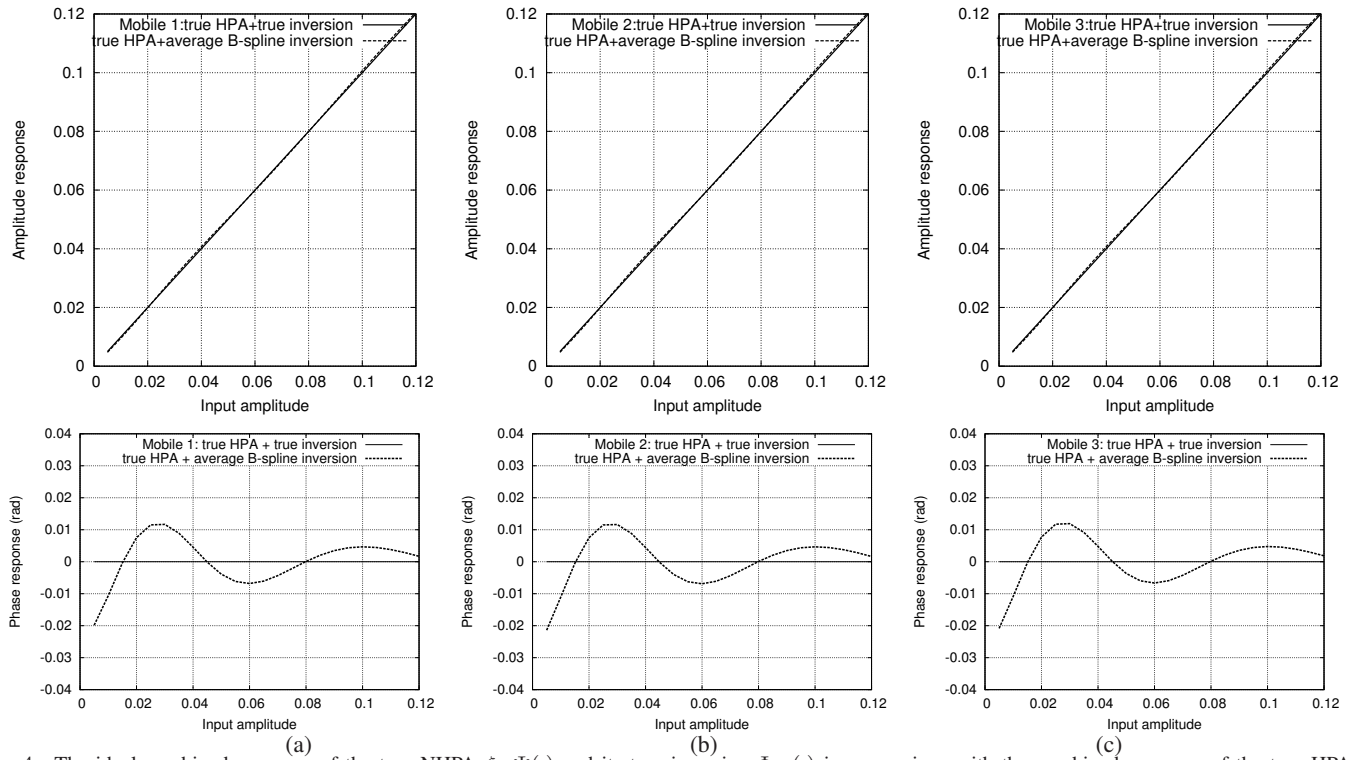 Mobile 1:true HPA+true inversion
true HPA+average B-spline inversion
0.12
0.1
0.08
0.06
0.04
0.02
0
Amplitude response
0 0.02 0.04 0.06 0.08 0.1 0.12
Input amplitude
Mobile 2:true HPA+true inversion
true HPA+average B-spline inversion
0.12
0.1
0.08
0.06
0.04
0.02
0
Amplitude response
0 0.02 0.04 0.06 0.08 0.1 0.12
Input amplitude
Mobile 3:true HPA+true inversion
true HPA+average B-spline inversion
0.12
0.1
0.08
0.06
0.04
0.02
0
Amplitude response
0 0.02 0.04 0.06 0.08 0.1 0.12
Input amplitude
Mobile 1: true HPA + true inversion
true HPA + average B-spline inversion
0.04
0.03
0.02
0.01
0
-0.01
-0.02
-0.03
-0.04
Phase response (rad)
0 0.02 0.04 0.06 0.08 0.1 0.12
Input amplitude
(a)
Mobile 2: true HPA + true inversion
true HPA + average B-spline inversion
0.04
0.03
0.02
0.01
0
-0.01
-0.02
-0.03
-0.04
Phase response (rad)
0 0.02 0.04 0.06 0.08 0.1 0.12
Input amplitude
(b)
Mobile 3: true HPA + true inversion
true HPA + average B-spline inversion
0.04
0.03
0.02
0.01
0
-0.01
-0.02
-0.03
-0.04
Phase response (rad)
0 0.02 0.04 0.06 0.08 0.1 0.12
Input amplitude
(c)